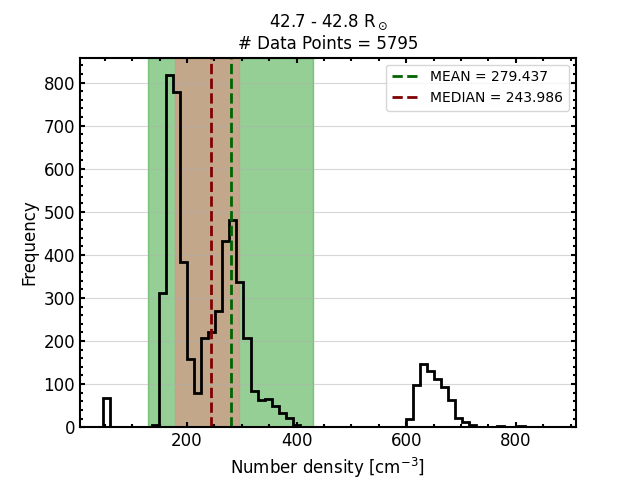 42.7 - 42.8 R⊙
# Data Points = 5795
MEAN = 279.437
MEDIAN = 243.986
Frequency
800
700
600
500
400
300
200
100
0
200 400 600 800
Number density [cm⁻³]